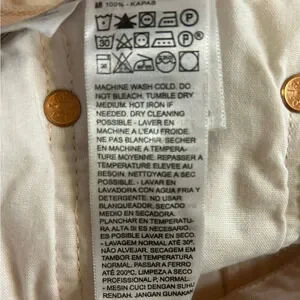 100% - KAPAS
30
P
MACHINE WASH COLD. DO
NOT BLEACH. TUMBLE DRY
MEDIUM. HOT IRON IF
NEEDED. DRY CLEANING
POSSIBLE - LAVER EN
MACHINE A L'EAU FROIDE.
NE PAS BLANCHIR. SECHER
EN MACHINE A TEMPERA-
TURE MOYENNE. REPASSER A
TEMPERATURE ELEVEE AU
BESOIN. NETTOYAGE A SEC
POSSIBLE. - LAVAR EN
LAVADORA CON AGUA FRIA Y
DETERGENTE. NO USAR
BLANQUEADOR. SECADO
MEDIO EN SECADORA.
PLANCHAR EN TEMPERATU-
RA ALTA SI ES NECESARIO.
ES POSIBLE LAVAR EN SECO.
- LAVAGEM NORMAL ATÉ 30º.
NÃO ALVEJAR. SECAGEM EM
TAMBOR EM TEMPERATURA
NORMAL. PASSAR A FERRO
ATÉ 200ºC. LIMPEZA A SECO
PROFISSIONAL P, NORMAL.
- MESIN CUCI DENGAN SUHU
RENDAH. JANGAN GUNAKAN